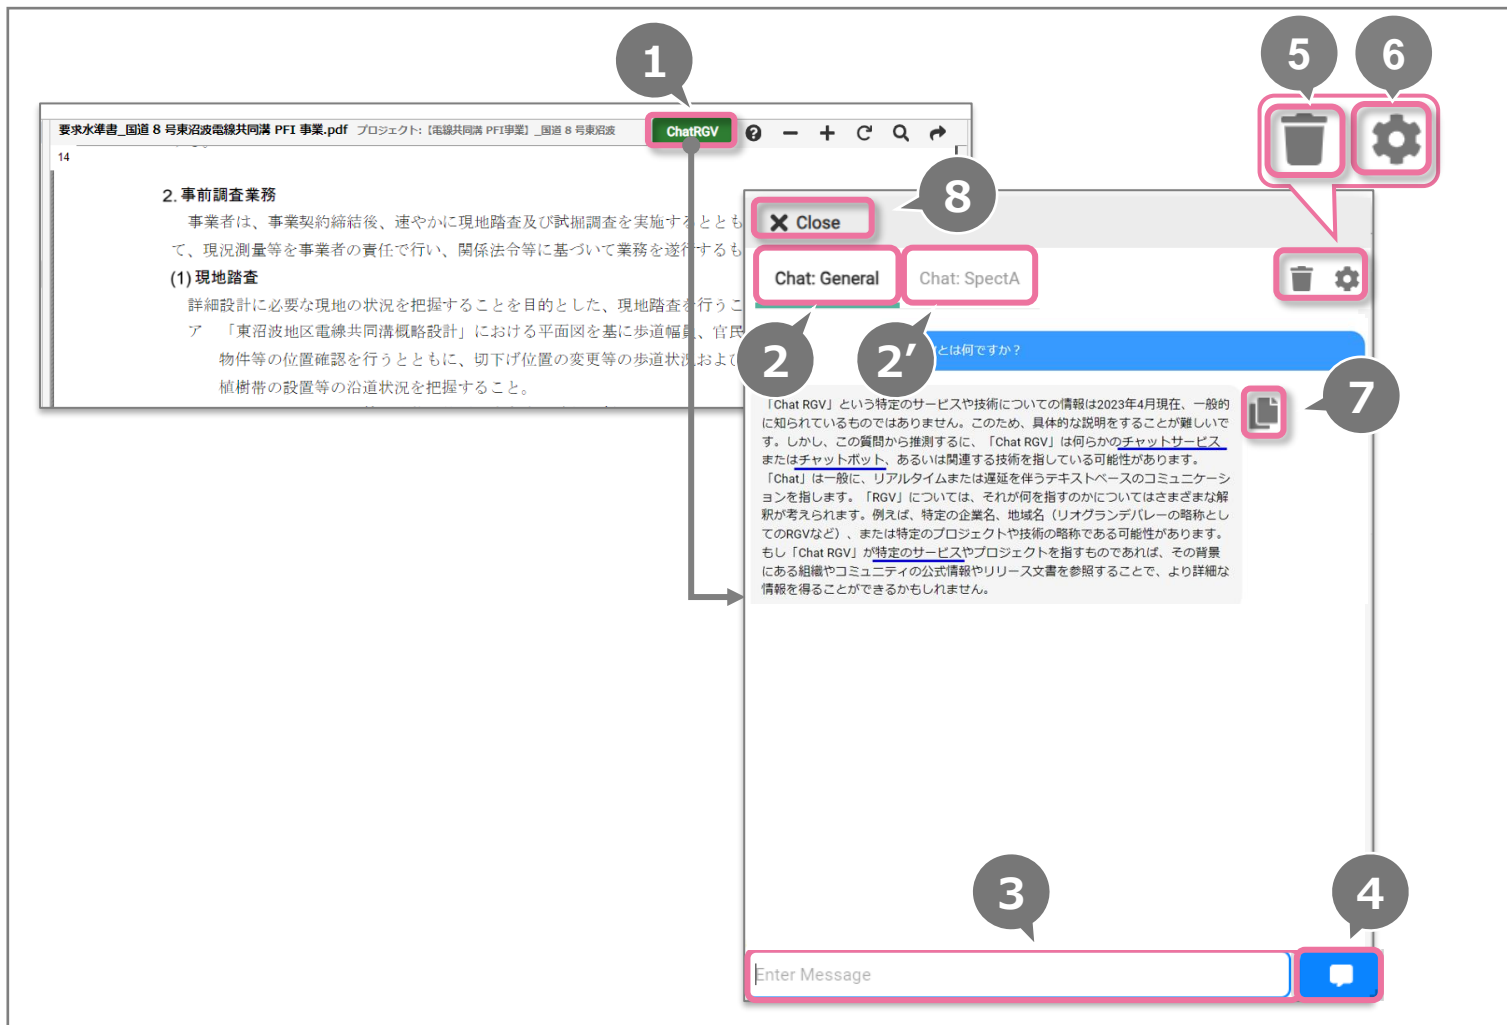 1
5
6
要求水準書_国道 8 号東沼波電線共同溝 PFI 事業.pdf プロジェクト:【電線共同溝 PFI事業】_国道 8 号東沼波
ChatRGV
14
2. 事前調査業務
事業者は、事業契約締結後、速やかに現地踏査及び試掘調査を実施するととも
て、現況測量等を事業者の責任で行い、関係法令等に基づいて業務を遂行するも
(1) 現地踏査
詳細設計に必要な現地の状況を把握することを目的とした、現地踏査を行うこ
ア 「東沼波地区電線共同溝概略設計」における平面図を基に歩道幅員、官民
物件等の位置確認を行うとともに、切下げ位置の変更等の歩道状況および
植樹帯の設置等の沿道状況を把握すること。
8
Close
Chat: General
Chat: SpectA
2
2′
とは何ですか？
「Chat RGV」という特定のサービスや技術についての情報は2023年4月現在、一般的
に知られているものではありません。このため、具体的な説明をすることが難しいで
す。しかし、この質問から推測するに、「Chat RGV」は何らかのチャットサービス
またはチャットボット、あるいは関連する技術を指している可能性があります。
「Chat」は一般に、リアルタイムまたは遅延を伴うテキストベースのコミュニケーシ
ョンを指します。「RGV」については、それが何を指すのかについてはさまざまな解
釈が考えられます。例えば、特定の企業名、地域名（リオグランデバレーの略称とし
てのRGVなど）、または特定のプロジェクトや技術の略称である可能性があります。
もし「Chat RGV」が特定のサービスやプロジェクトを指すものであれば、その背景
にある組織やコミュニティの公式情報やリリース文書を参照することで、より詳細な
情報を得ることができるかもしれません。
7
3
4
Enter Message